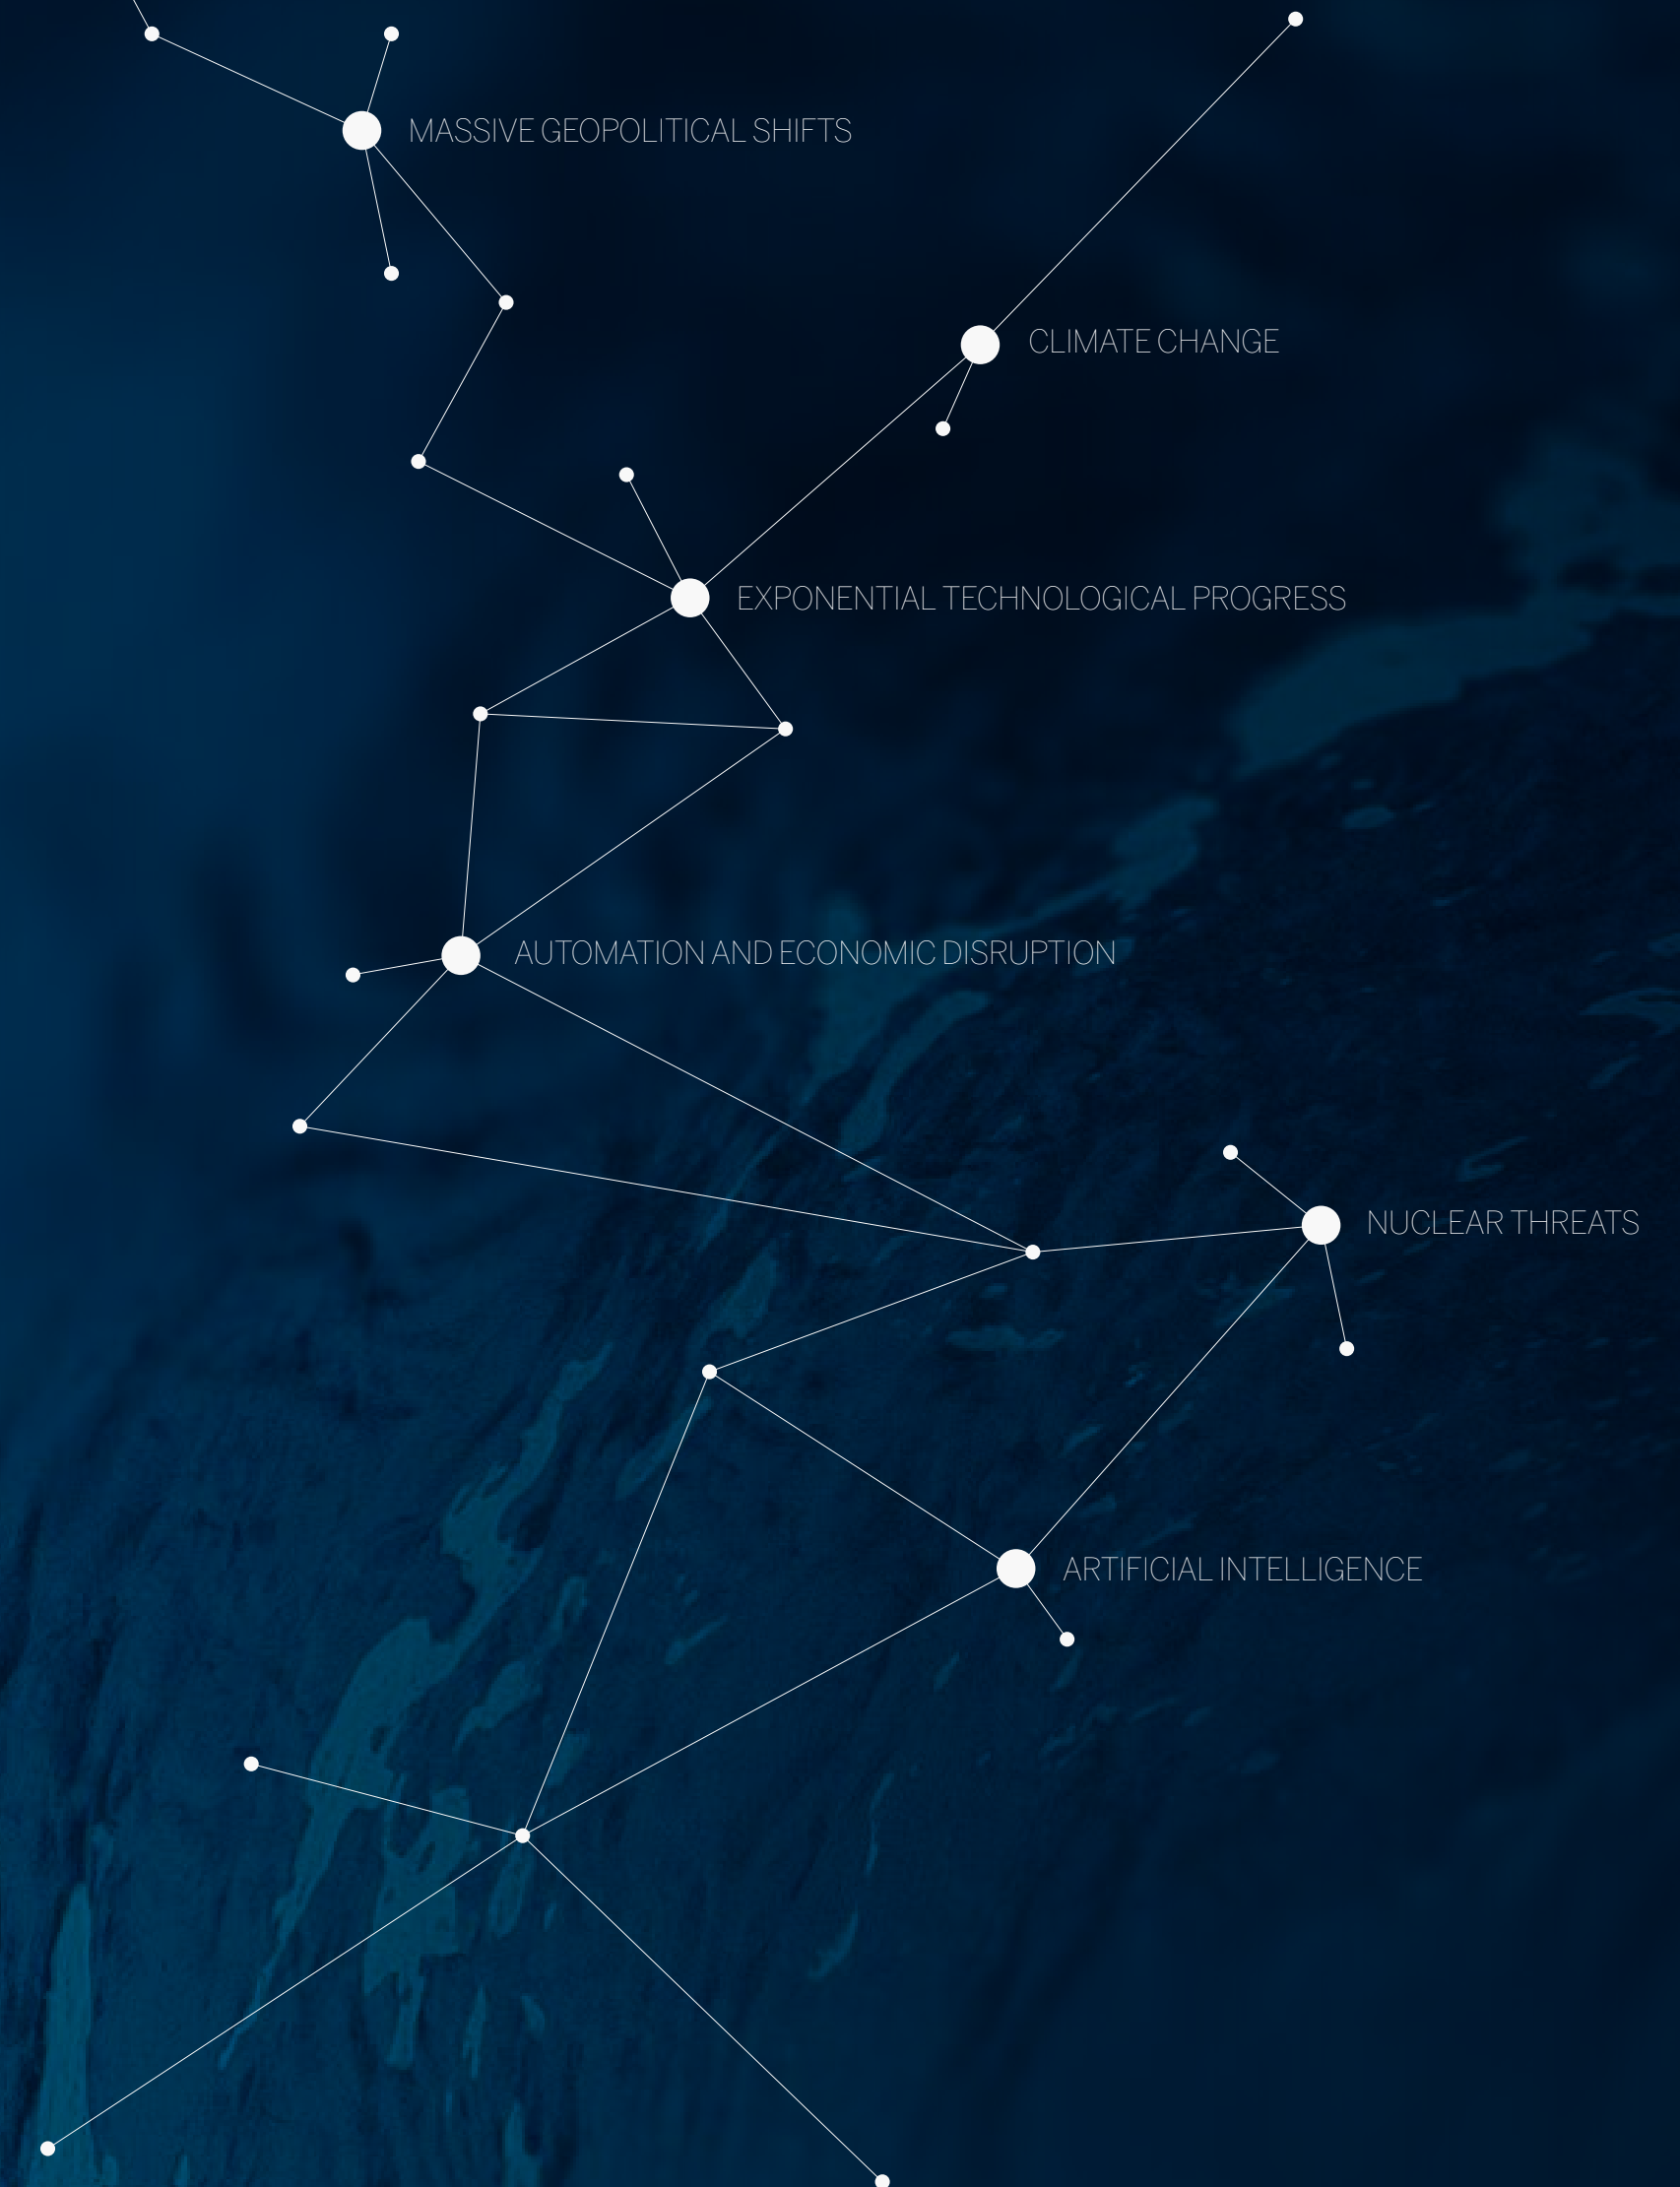 MASSIVE GEOPOLITICAL SHIFTS
CLIMATE CHANGE
EXPONENTIAL TECHNOLOGICAL PROGRESS
AUTOMATION AND ECONOMIC DISRUPTION
NUCLEAR THREATS
ARTIFICIAL INTELLIGENCE